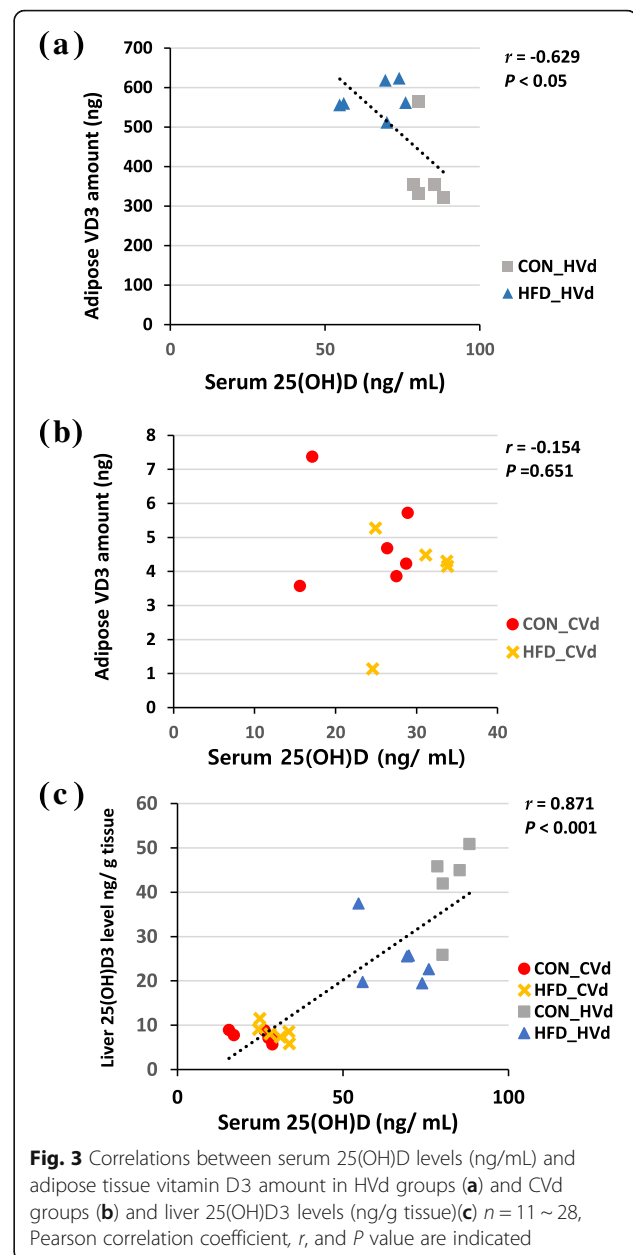 (a)
r = -0.629
P < 0.05
Adipose VD3 amount (ng)
700
600
500
400
300
200
100
0
0 50 100
Serum 25(OH)D (ng/ mL)
CON_HVd
HFD_HVd
(b)
r = -0.154
P =0.651
Adipose VD3 amount (ng)
8
7
6
5
4
3
2
1
0
0 10 20 30 40
Serum 25(OH)D (ng/ mL)
CON_CVd
HFD_CVd
(c)
r = 0.871
P < 0.001
Liver 25(OH)D3 level ng/ g tissue
60
50
40
30
20
10
0
0 50 100
Serum 25(OH)D (ng/ mL)
CON_CVd
HFD_CVd
CON_HVd
HFD_HVd
Fig. 3 Correlations between serum 25(OH)D levels (ng/mL) and
adipose tissue vitamin D3 amount in HVd groups (a) and CVd
groups (b) and liver 25(OH)D3 levels (ng/g tissue)(c) n = 11 ~ 28,
Pearson correlation coefficient, r, and P value are indicated